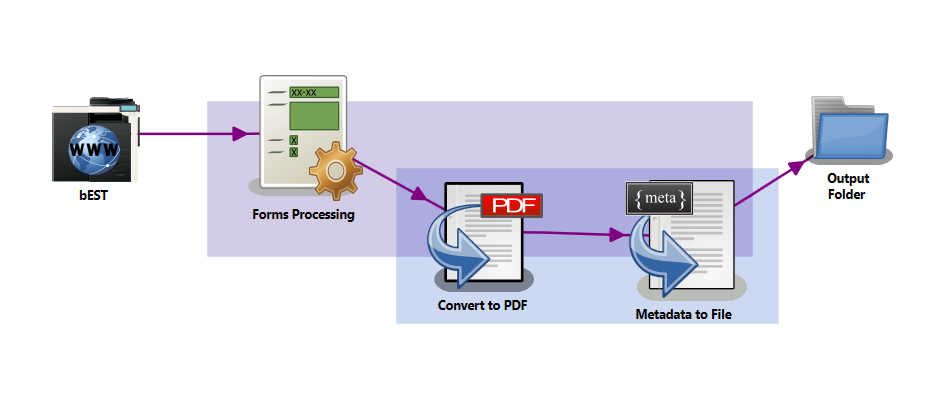 WWW
bEST
XX-XX
X
X
Forms Processing
PDF
Convert to PDF
{meta}
Metadata to File
Output
Folder